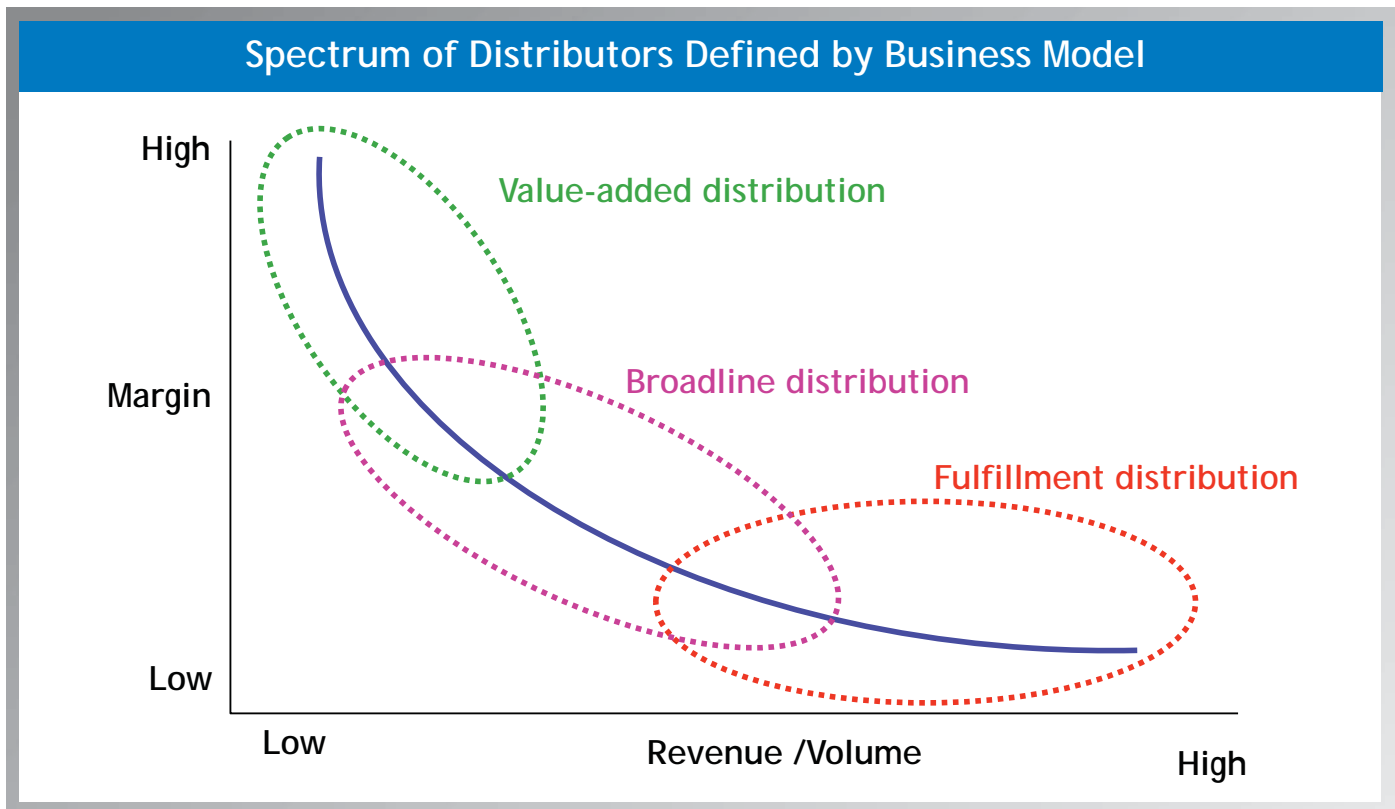 Spectrum of Distributors Defined by Business Model
High
Value-added distribution
Broadline distribution
Margin
Fulfillment distribution
Low
Low
Revenue /Volume
High